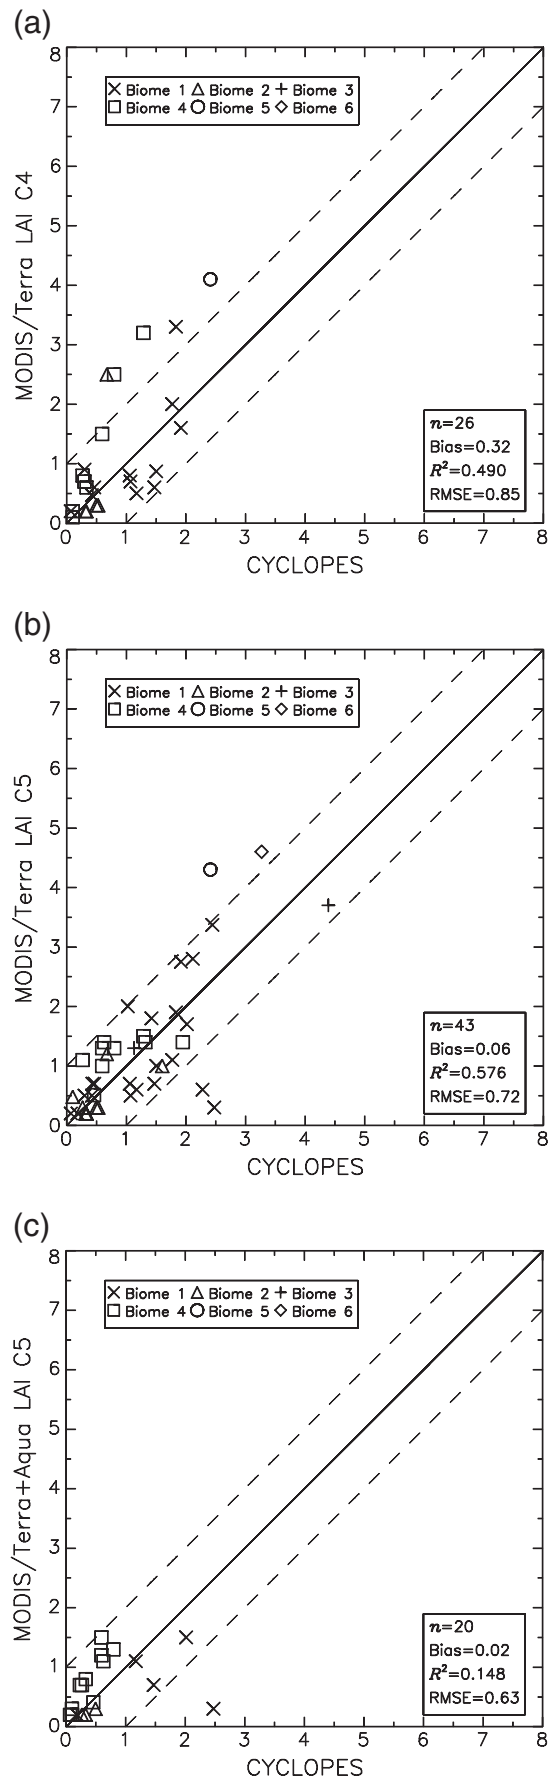 (a)
8
7
6
5
4
3
2
1
0
MODIS/Terra LAI C4
Biome 1 Biome 2 Biome 3
Biome 4 Biome 5 Biome 6
n=26
Bias=0.32
R²=0.490
RMSE=0.85
0 1 2 3 4 5 6 7 8
CYCLOPES
(b)
8
7
6
5
4
3
2
1
0
MODIS/Terra LAI C5
Biome 1 Biome 2 Biome 3
Biome 4 Biome 5 Biome 6
n=43
Bias=0.06
R²=0.576
RMSE=0.72
0 1 2 3 4 5 6 7 8
CYCLOPES
(c)
8
7
6
5
4
3
2
1
0
MODIS/Terra+Aqua LAI C5
Biome 1 Biome 2 Biome 3
Biome 4 Biome 5 Biome 6
n=20
Bias=0.02
R²=0.148
RMSE=0.63
0 1 2 3 4 5 6 7 8
CYCLOPES